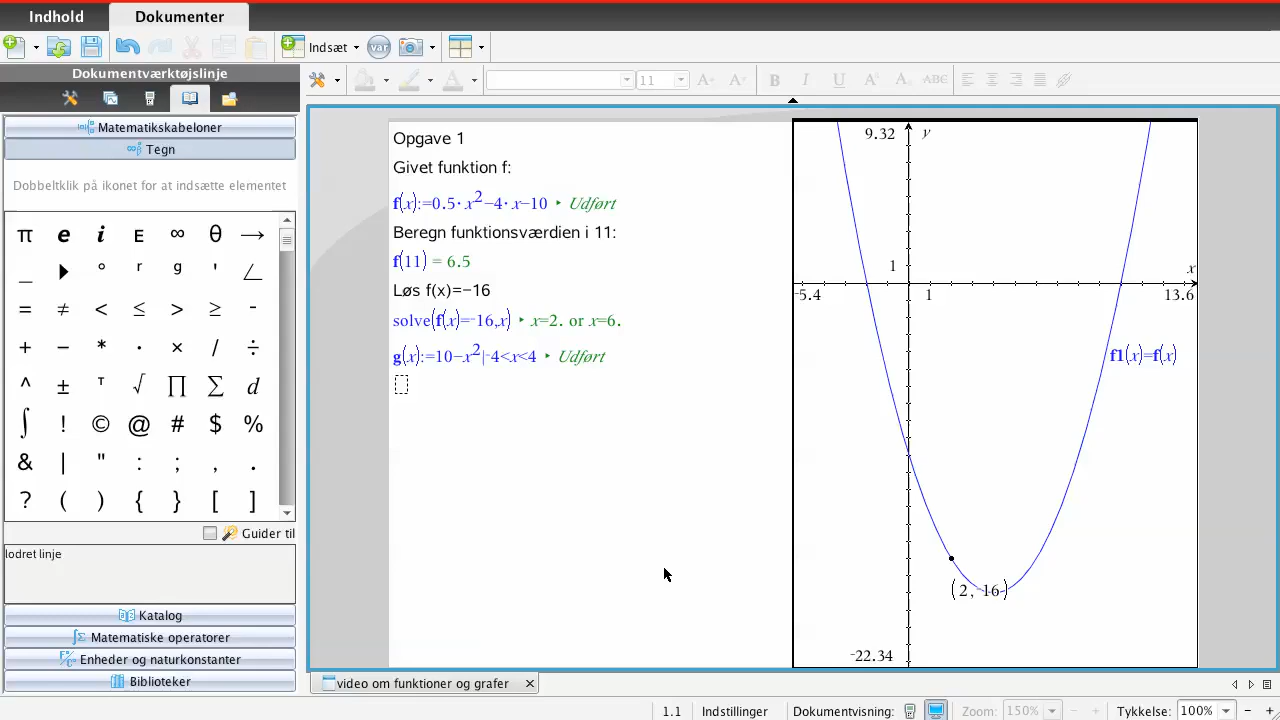 Indhold Dokumenter
Indsæt var
Dokumentværktøjslinje
11 B I U A ABC
Matematikskabeloner
Tegn
Dobbeltklik på ikonet for at indsætte elementet
π e i E ∞ θ →
_ ▶ ° r g ' ∠
= ≠ < ≤ > ≥ -
+ − * · × / ÷
^ ± T √ ∏ ∑ d
∫ ! © @ # $ %
& | " : ; , .
? ( ) { } [ ]
Guider til
lodret linje
Katalog
Matematiske operatorer
Enheder og naturkonstanter
Biblioteker
Opgave 1
Givet funktion f:
f(x):=0.5·x²−4·x−10 ▸ Udført
Beregn funktionsværdien i 11:
f(11) = 6.5
Løs f(x)=−16
solve(f(x)=-16,x) ▸ x=2. or x=6.
g(x):=10−x²|-4<x<4 ▸ Udført
9.32 y
1 x
-5.4 1 13.6
f1(x)=f(x)
(2,-16)
-22.34
video om funktioner og grafer
1.1 Indstillinger Dokumentvisning: Zoom: 150% − + Tykkelse: 100% − +